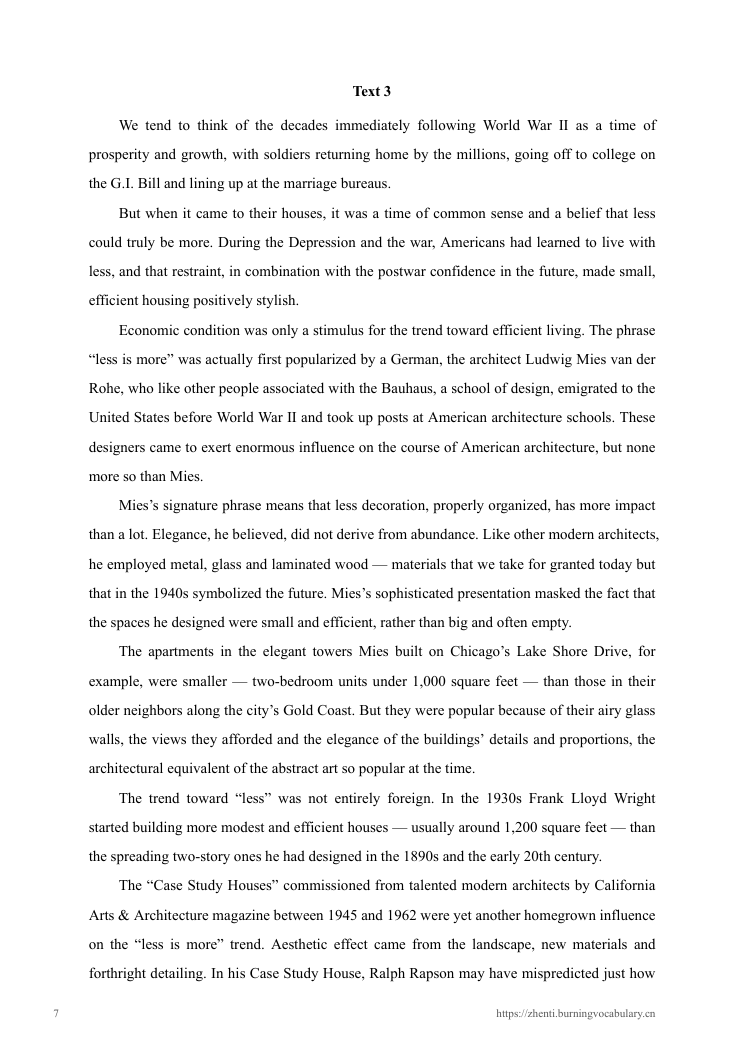 Text 3
We tend to think of the decades immediately following World War II as a time of
prosperity and growth, with soldiers returning home by the millions, going off to college on
the G.I. Bill and lining up at the marriage bureaus.
But when it came to their houses, it was a time of common sense and a belief that less
could truly be more. During the Depression and the war, Americans had learned to live with
less, and that restraint, in combination with the postwar confidence in the future, made small,
efficient housing positively stylish.
Economic condition was only a stimulus for the trend toward efficient living. The phrase
“less is more” was actually first popularized by a German, the architect Ludwig Mies van der
Rohe, who like other people associated with the Bauhaus, a school of design, emigrated to the
United States before World War II and took up posts at American architecture schools. These
designers came to exert enormous influence on the course of American architecture, but none
more so than Mies.
Mies’s signature phrase means that less decoration, properly organized, has more impact
than a lot. Elegance, he believed, did not derive from abundance. Like other modern architects,
he employed metal, glass and laminated wood — materials that we take for granted today but
that in the 1940s symbolized the future. Mies’s sophisticated presentation masked the fact that
the spaces he designed were small and efficient, rather than big and often empty.
The apartments in the elegant towers Mies built on Chicago’s Lake Shore Drive, for
example, were smaller — two-bedroom units under 1,000 square feet — than those in their
older neighbors along the city’s Gold Coast. But they were popular because of their airy glass
walls, the views they afforded and the elegance of the buildings’ details and proportions, the
architectural equivalent of the abstract art so popular at the time.
The trend toward “less” was not entirely foreign. In the 1930s Frank Lloyd Wright
started building more modest and efficient houses — usually around 1,200 square feet — than
the spreading two-story ones he had designed in the 1890s and the early 20th century.
The “Case Study Houses” commissioned from talented modern architects by California
Arts & Architecture magazine between 1945 and 1962 were yet another homegrown influence
on the “less is more” trend. Aesthetic effect came from the landscape, new materials and
forthright detailing. In his Case Study House, Ralph Rapson may have mispredicted just how
7 https://zhenti.burningvocabulary.cn